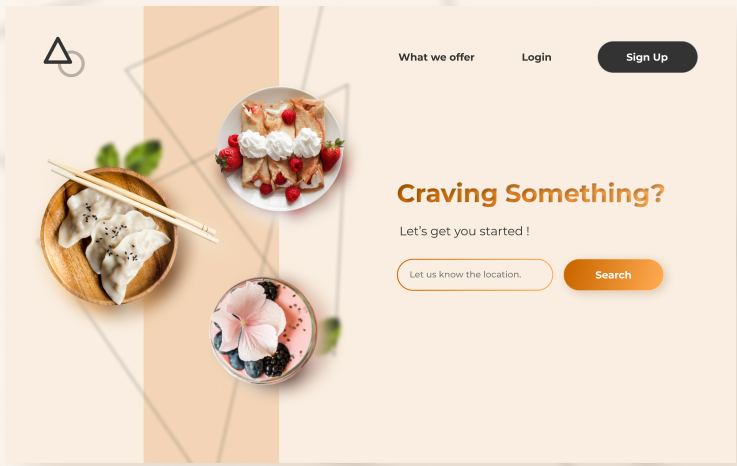 What we offer
Login
Sign Up
Craving Something?
Let's get you started !
Let us know the location.
Search